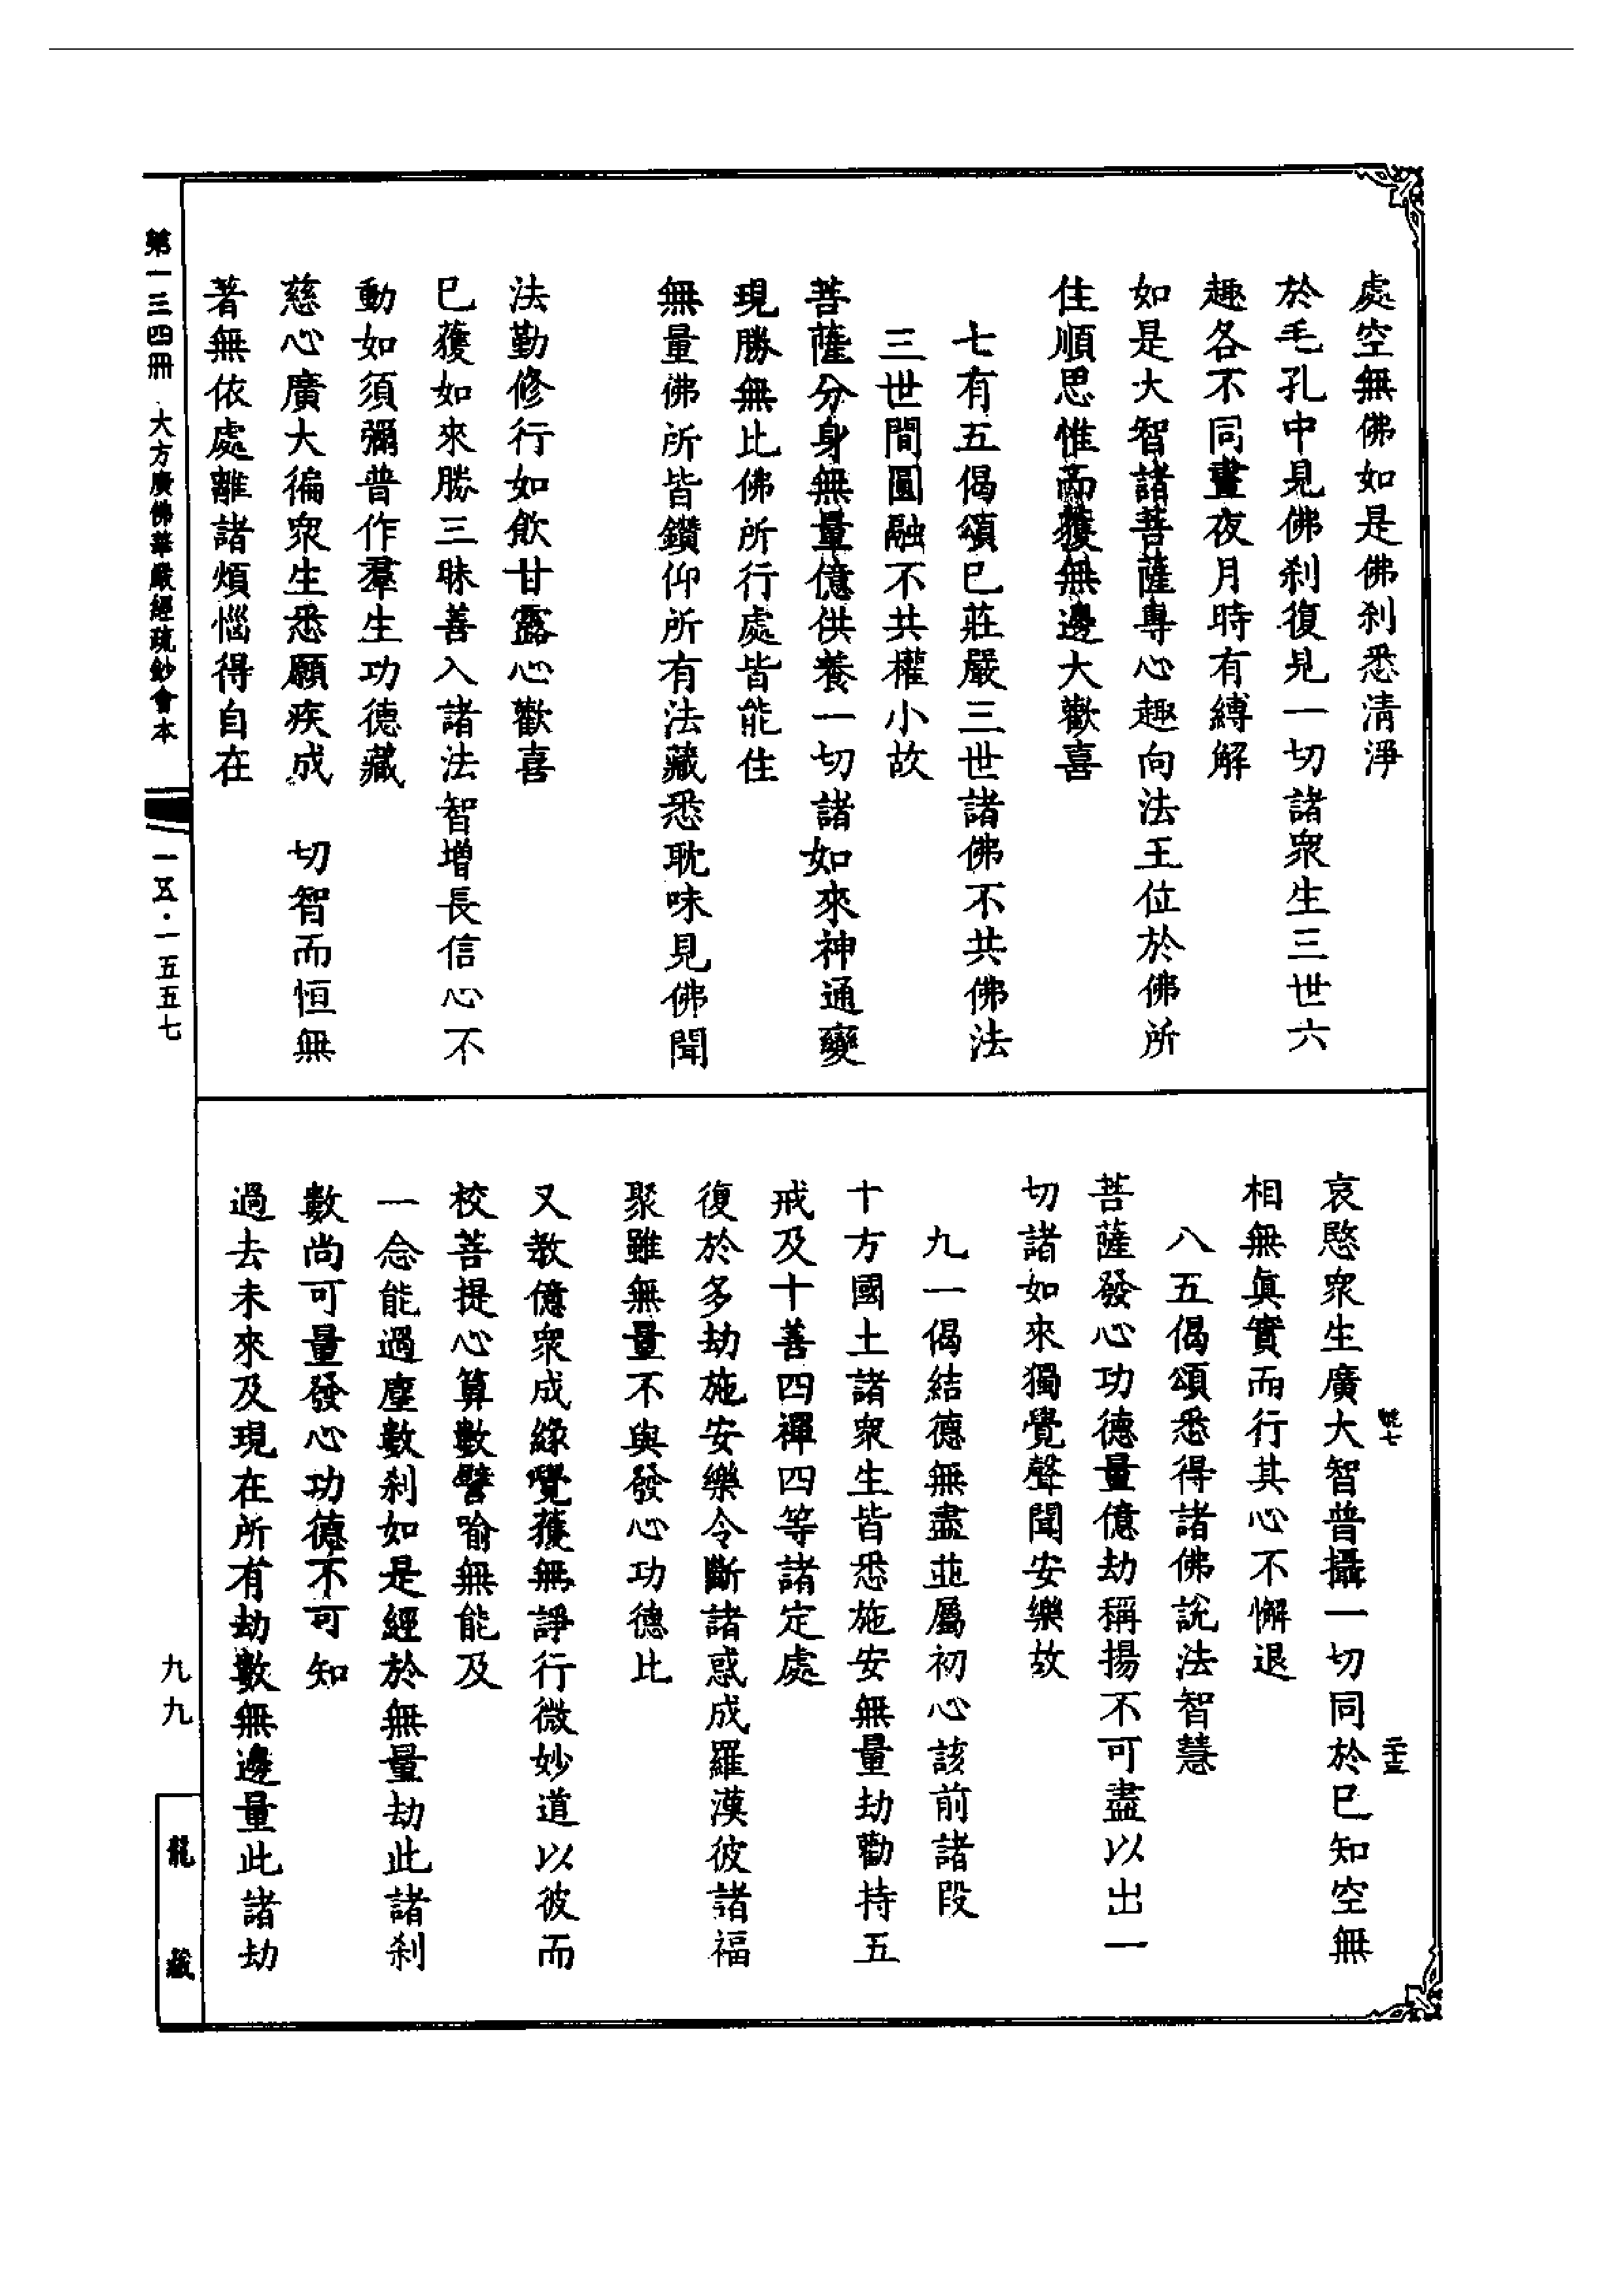 處空無佛如是佛刹悉清淨
於毛孔中見佛刹復見一切諸衆生三世六
趣各不同晝夜月時有縛解
如是大智諸菩薩專心趣向法王位於佛所
住順思惟而獲無邊大歡喜
七有五偈頌巳莊嚴三世諸佛不共佛法
三世間圓融不共權小故
菩薩分身無量億供養一切諸如來神通變
現勝無比佛所行處皆能住
無量佛所皆鑽仰所有法藏悉耽味見佛聞
法勤修行如飲甘露心歡喜
巳獲如來勝三昧善入諸法智增長信心不
動如須彌普作羣生功德藏
慈心廣大徧衆生悉願疾成 切智而恒無
著無依處離諸煩惱得自在
第一三四冊 大方廣佛華嚴經疏鈔會本 一五·一五五七
號七 二十三
哀愍衆生廣大智普攝一切同於巳知空無
相無眞實而行其心不懈退
八五偈頌悉得諸佛說法智慧
菩薩發心功德量億劫稱揚不可盡以出一
切諸如來獨覺聲聞安樂故
九一偈結德無盡並屬初心該前諸段
十方國土諸衆生皆悉施安無量劫勸持五
戒及十善四禪四等諸定處
復於多劫施安樂令斷諸惑成羅漢彼諸福
聚雖無量不與發心功德比
又教億衆成緣覺獲無諍行微妙道以彼而
校菩提心算數譬喻無能及
一念能過塵數刹如是經於無量劫此諸刹
數尚可量發心功德不可知
過去未來及現在所有劫數無邊量此諸劫
九九
龍藏